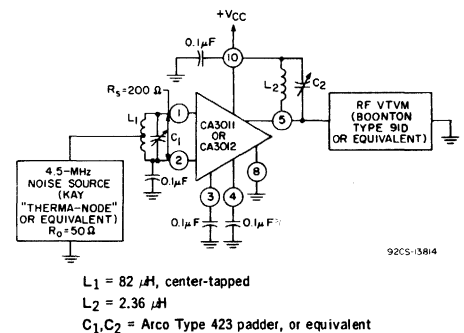 +VCC
0.1µF
10
L2
C2
RS=200 Ω
L1
C1
1
2
CA3011
OR
CA3012
5
8
3
4
0.1µF
0.1µF
0.1µF
RF VTVM
(BOONTON
TYPE 91D
OR EQUIVALENT)
4.5-MHz
NOISE SOURCE
(KAY
"THERMA-NODE"
OR EQUIVALENT)
RO=50Ω
92CS-13814
L1 = 82 µH, center-tapped
L2 = 2.36 µH
C1,C2 = Arco Type 423 padder, or equivalent